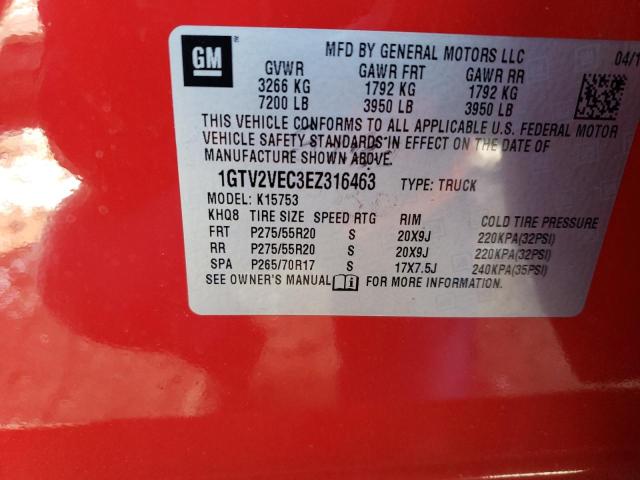 GM
MFD BY GENERAL MOTORS LLC 04/1
GVWR GAWR FRT GAWR RR
3266 KG 1792 KG 1792 KG
7200 LB 3950 LB 3950 LB
THIS VEHICLE CONFORMS TO ALL APPLICABLE U.S. FEDERAL MOTOR
VEHICLE SAFETY STANDARDS IN EFFECT ON THE DATE OF
MANUFACTURE SHOWN ABOVE.
1GTV2VEC3EZ316463 TYPE: TRUCK
MODEL: K15753
KHQ8 TIRE SIZE SPEED RTG RIM COLD TIRE PRESSURE
FRT P275/55R20 S 20X9J 220KPA(32PSI)
RR P275/55R20 S 20X9J 220KPA(32PSI)
SPA P265/70R17 S 17X7.5J 240KPA(35PSI)
SEE OWNER'S MANUAL FOR MORE INFORMATION.